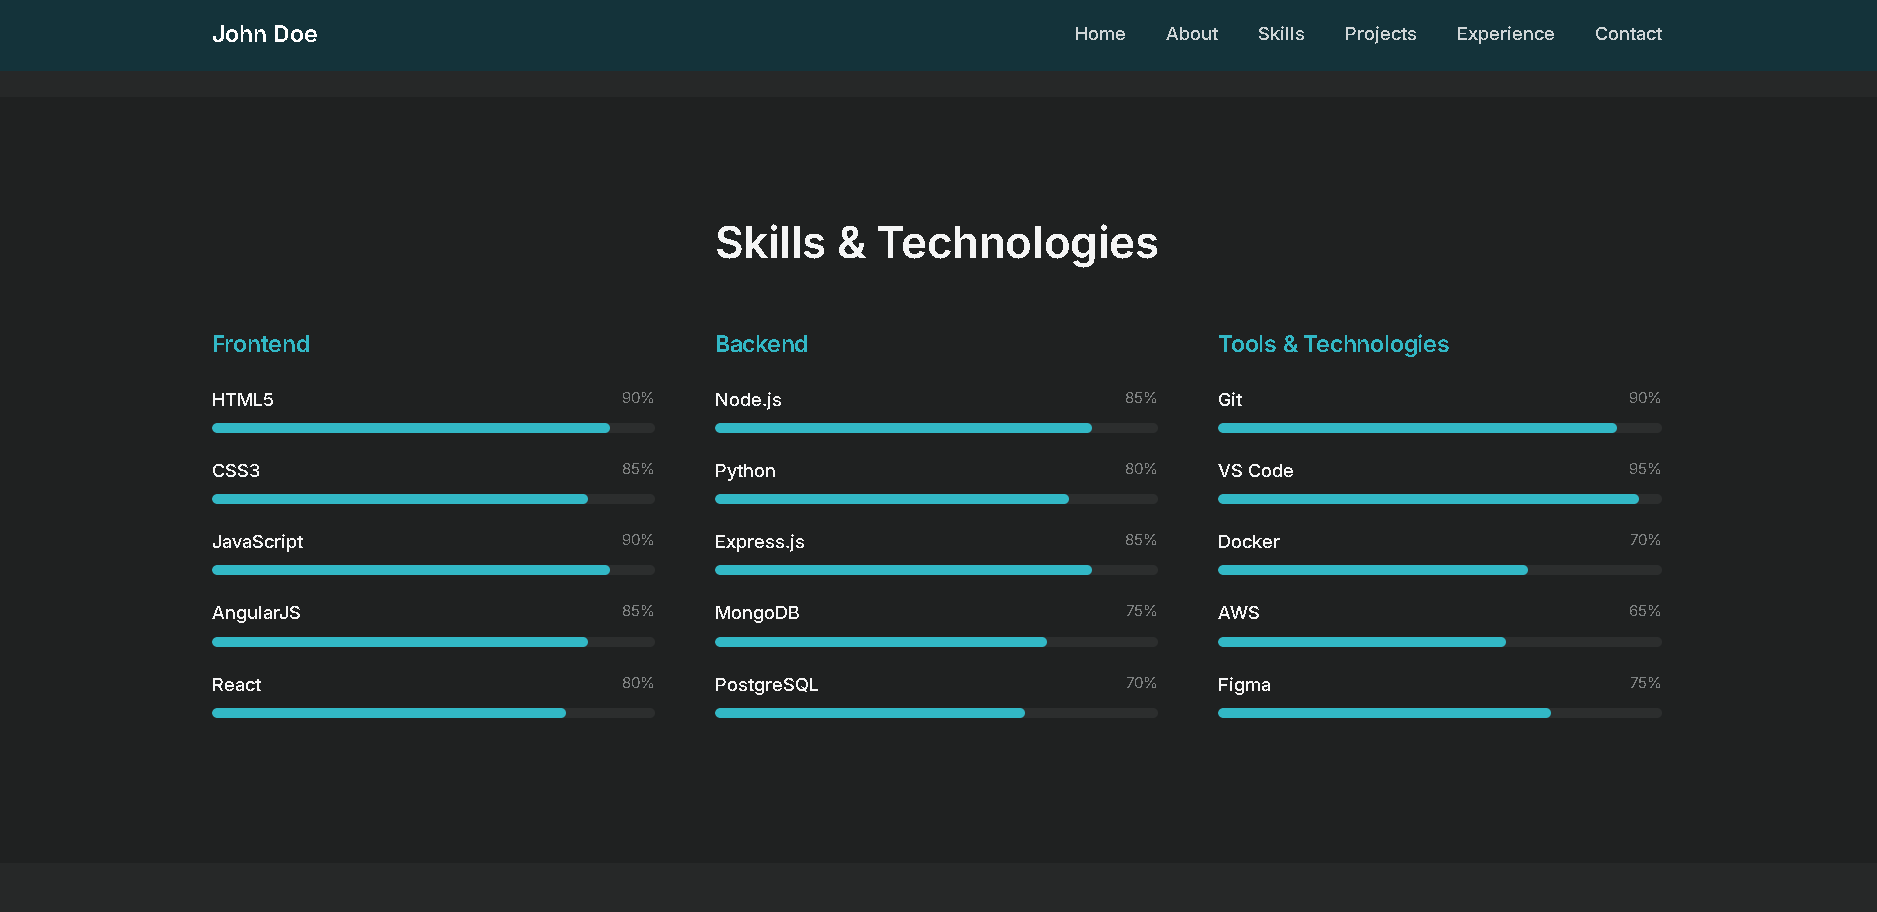 John Doe
Home About Skills Projects Experience Contact
Skills & Technologies
Frontend
HTML5 90%
CSS3 85%
JavaScript 90%
AngularJS 85%
React 80%
Backend
Node.js 85%
Python 80%
Express.js 85%
MongoDB 75%
PostgreSQL 70%
Tools & Technologies
Git 90%
VS Code 95%
Docker 70%
AWS 65%
Figma 75%